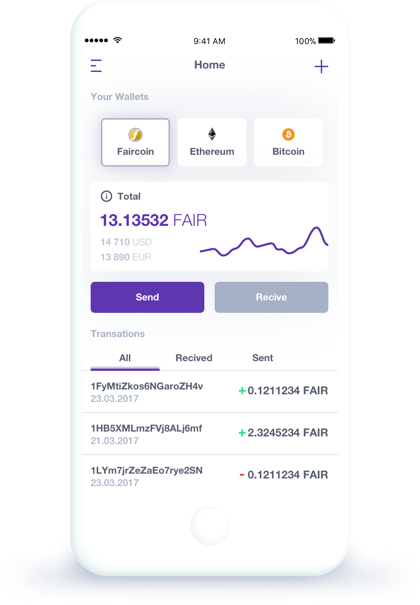 9:41 AM 100%
Home
Your Wallets
Faircoin Ethereum Bitcoin
Total
13.13532 FAIR
14 710 USD
13 890 EUR
Send Recive
Transations
All Recived Sent
1FyMtiZkos6NGaroZH4v +0.1211234 FAIR
23.03.2017
1HB5XMLmzFVj8ALj6mf +2.3245234 FAIR
21.03.2017
1LYm7jrZeZaEo7rye2SN - 0.1211234 FAIR
23.03.2017